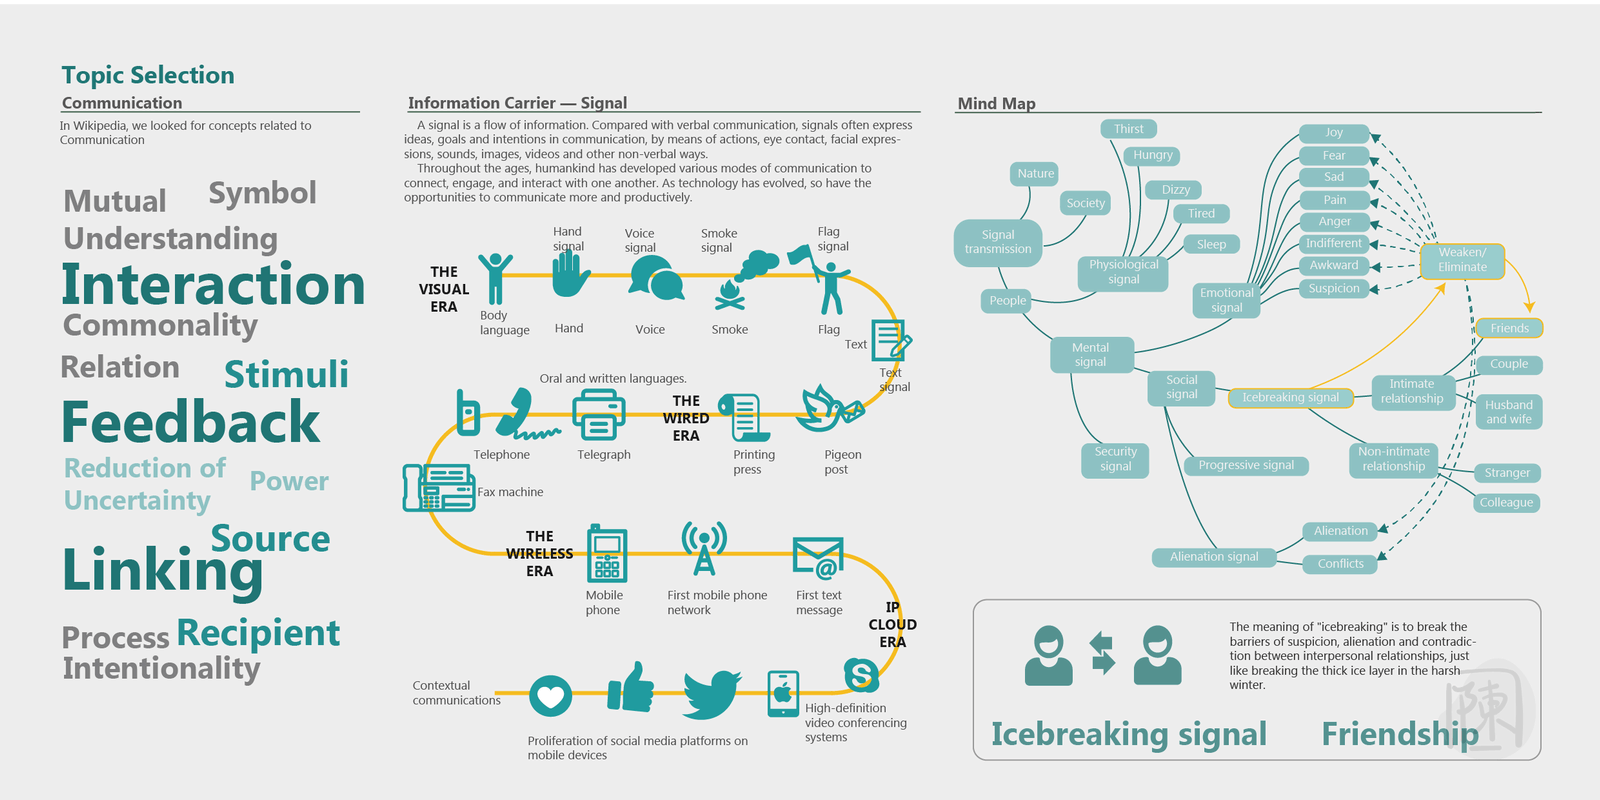 Topic Selection
Communication
In Wikipedia, we looked for concepts related to
Communication
Mutual
Symbol
Understanding
Interaction
Commonality
Relation
Stimuli
Feedback
Reduction of
Uncertainty
Power
Source
Linking
Process
Recipient
Intentionality
Information Carrier — Signal
A signal is a flow of information. Compared with verbal communication, signals often express
ideas, goals and intentions in communication, by means of actions, eye contact, facial expres-
sions, sounds, images, videos and other non-verbal ways.
Throughout the ages, humankind has developed various modes of communication to
connect, engage, and interact with one another. As technology has evolved, so have the
opportunities to communicate more and productively.
Hand
signal
Voice
signal
Smoke
signal
Flag
signal
THE
VISUAL
ERA
Body
language
Hand
Voice
Smoke
Flag
Text
Text
signal
Oral and written languages.
THE
WIRED
ERA
Telephone
Telegraph
Printing
press
Pigeon
post
Fax machine
THE
WIRELESS
ERA
Mobile
phone
First mobile phone
network
First text
message
@
IP
CLOUD
ERA
Contextual
communications
S
High-definition
video conferencing
systems
Proliferation of social media platforms on
mobile devices
Mind Map
Thirst
Hungry
Dizzy
Tired
Sleep
Nature
Society
Signal
transmission
Physiological
signal
People
Joy
Fear
Sad
Pain
Anger
Indifferent
Awkward
Suspicion
Emotional
signal
Weaken/
Eliminate
Friends
Mental
signal
Social
signal
Icebreaking signal
Intimate
relationship
Couple
Husband
and wife
Security
signal
Progressive signal
Non-intimate
relationship
Stranger
Colleague
Alienation
Alienation signal
Conflicts
The meaning of "icebreaking" is to break the
barriers of suspicion, alienation and contradic-
tion between interpersonal relationships, just
like breaking the thick ice layer in the harsh
winter.
Icebreaking signal
Friendship
陳